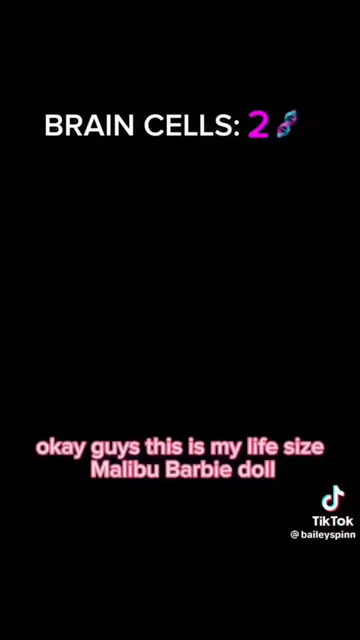 BRAIN CELLS: 2🧬
okay guys this is my life size
Malibu Barbie doll
TikTok
@baileyspinn